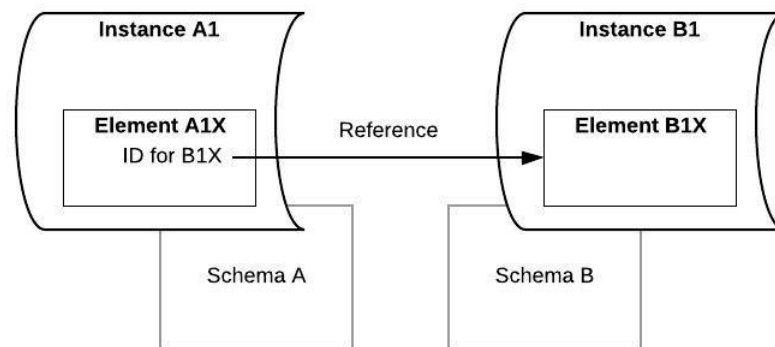 Instance A1
Instance B1
Element A1X
ID for B1X
Reference
Element B1X
Schema A
Schema B